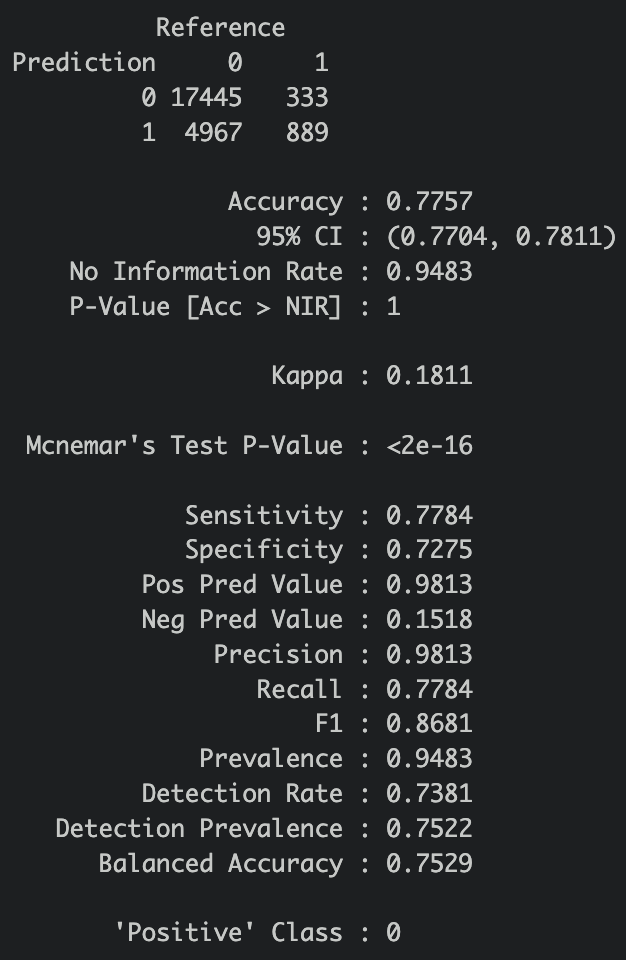 Reference
Prediction 0 1
0 17445 333
1 4967 889
Accuracy : 0.7757
95% CI : (0.7704, 0.7811)
No Information Rate : 0.9483
P-Value [Acc > NIR] : 1
Kappa : 0.1811
Mcnemar's Test P-Value : <2e-16
Sensitivity : 0.7784
Specificity : 0.7275
Pos Pred Value : 0.9813
Neg Pred Value : 0.1518
Precision : 0.9813
Recall : 0.7784
F1 : 0.8681
Prevalence : 0.9483
Detection Rate : 0.7381
Detection Prevalence : 0.7522
Balanced Accuracy : 0.7529
'Positive' Class : 0